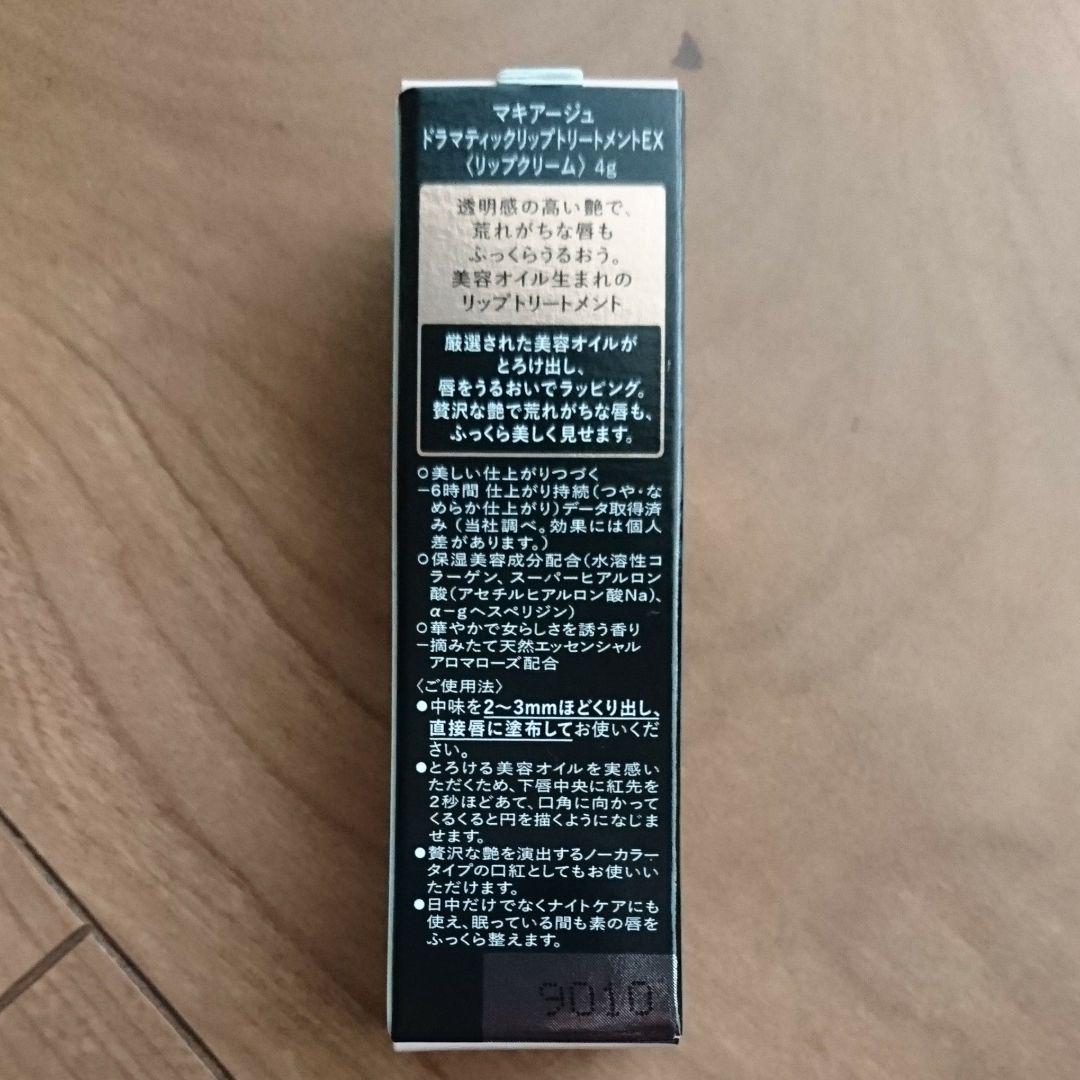 マキアージュ
ドラマティックリップトリートメントEX
〈リップクリーム〉 4g
透明感の高い艶で、
荒れがちな唇も
ふっくらうるおう。
美容オイル生まれの
リップトリートメント
厳選された美容オイルが
とろけ出し、
唇をうるおいでラッピング。
贅沢な艶で荒れがちな唇も、
ふっくら美しく見せます。
○美しい仕上がりつづく
–6時間 仕上がり持続(つや・な
めらか仕上がり)データ取得済
み (当社調べ。効果には個人
差があります。)
○保湿美容成分配合(水溶性コ
ラーゲン、スーパーヒアルロン
酸(アセチルヒアルロン酸Na)、
α–gヘスペリジン)
○華やかで女らしさを誘う香り
–摘みたて天然エッセンシャル
アロマローズ配合
〈ご使用法〉
●中味を2〜3mmほどくり出し、
直接唇に塗布してお使いくだ
さい。
●とろける美容オイルを実感い
ただくため、下唇中央に紅先を
2秒ほどあて、口角に向かって
くるくると円を描くようになじま
せます。
●贅沢な艶を演出するノーカラー
タイプの口紅としてもお使いい
ただけます。
●日中だけでなくナイトケアにも
使え、眠っている間も素の唇を
ふっくら整えます。
9010